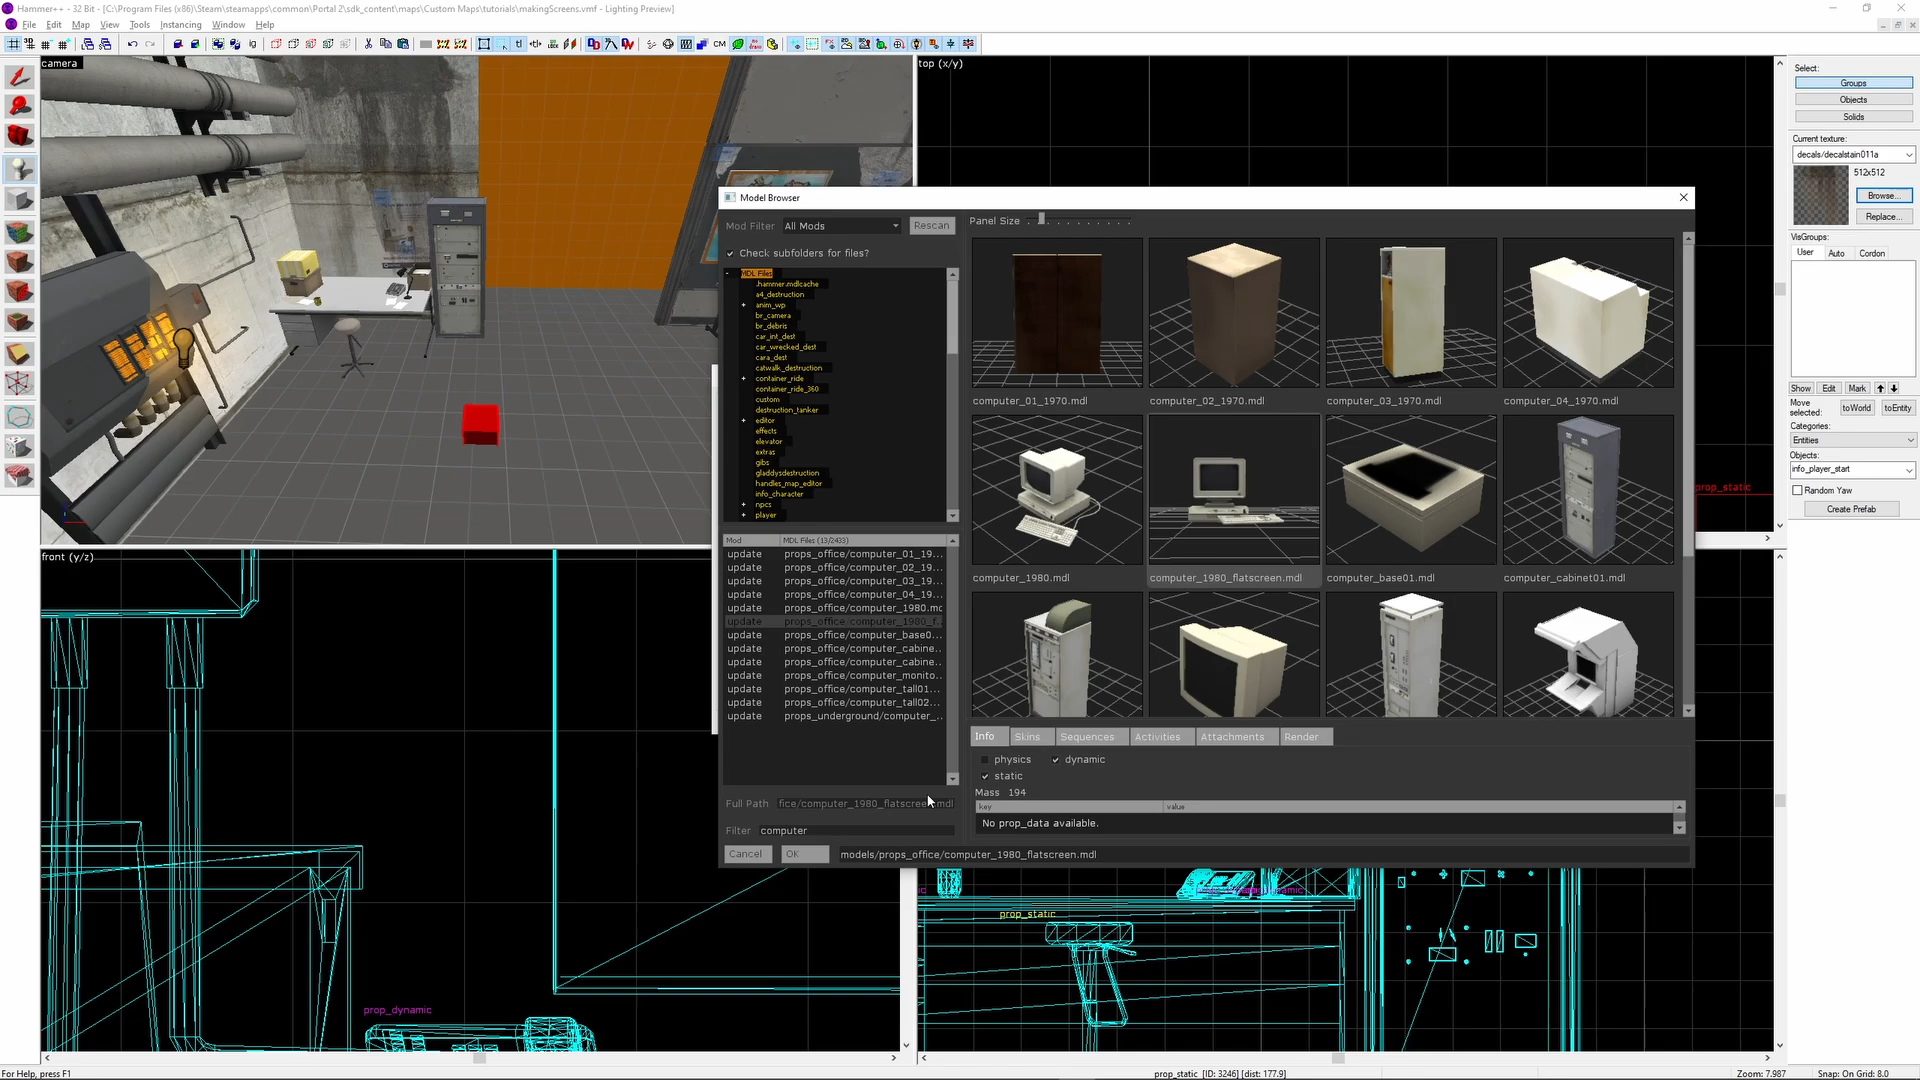 Hammer++ - 32 Bit - [C:\Program Files (x86)\Steam\steamapps\common\Portal 2\sdk_content\maps\Custom Maps\tutorials\makingScreens.vmf - Lighting Preview]
File Edit Map View Tools Instancing Window Help
camera
top (x/y)
front (y/z)
Model Browser
Mod Filter All Mods Rescan
Check subfolders for files?
MDL Files
.hammer.mdlcache
a4_destruction
anim_wp
br_camera
br_debris
car_int_dest
car_wrecked_dest
cara_dest
catwalk_destruction
container_ride
container_ride_360
custom
destruction_tanker
editor
effects
elevator
extras
gibs
gladdysdestruction
handles_map_editor
info_character
npcs
player
Mod MDL Files (13/2433)
update props_office/computer_01_19...
update props_office/computer_02_19...
update props_office/computer_03_19...
update props_office/computer_04_19...
update props_office/computer_1980.mc
update props_office/computer_1980_f...
update props_office/computer_base0...
update props_office/computer_cabine...
update props_office/computer_cabine...
update props_office/computer_monito...
update props_office/computer_tall01...
update props_office/computer_tall02...
update props_underground/computer_...
Full Path fice/computer_1980_flatscreen.mdl
Filter computer
Cancel OK models/props_office/computer_1980_flatscreen.mdl
Panel Size
computer_01_1970.mdl
computer_02_1970.mdl
computer_03_1970.mdl
computer_04_1970.mdl
computer_1980.mdl
computer_1980_flatscreen.mdl
computer_base01.mdl
computer_cabinet01.mdl
Info Skins Sequences Activities Attachments Render
physics dynamic
static
Mass 194
key value
No prop_data available.
Select:
Groups
Objects
Solids
Current texture:
decals/decalstain011a
512x512
Browse...
Replace...
VisGroups:
User Auto Cordon
Show Edit Mark
Move selected: toWorld toEntity
Categories:
Entities
Objects:
info_player_start
Random Yaw
Create Prefab
prop_static
prop_static
prop_dynamic
For Help, press F1
prop_static [ID: 3246] [dist: 177.9]
Zoom: 7.987
Snap: On Grid: 8.0